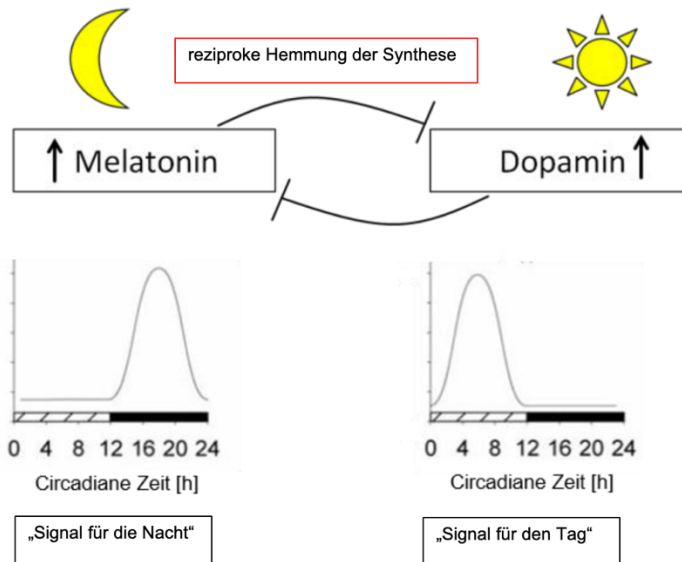 reziproke Hemmung der Synthese
↑ Melatonin
Dopamin ↑
0 4 8 12 16 20 24
Circadiane Zeit [h]
0 4 8 12 16 20 24
Circadiane Zeit [h]
„Signal für die Nacht“
„Signal für den Tag“